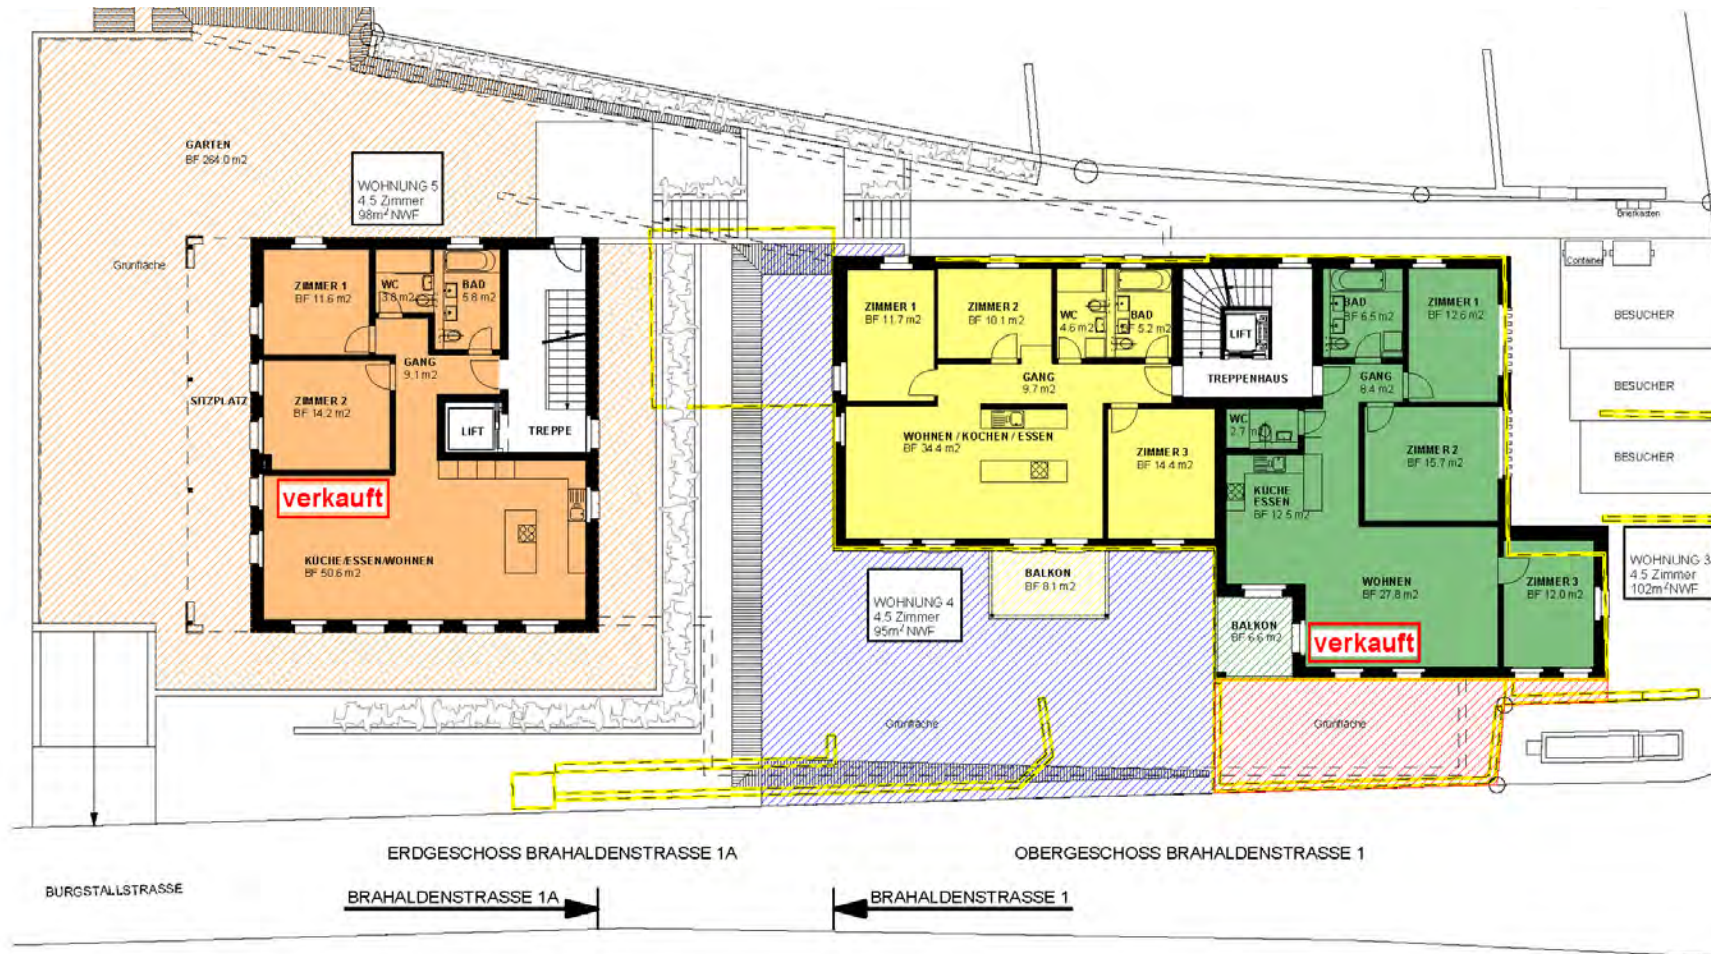 GARTEN
BF 264.0 m2
WOHNUNG 5
4.5 Zimmer
98m² NWF
Grünfläche
SITZPLATZ
ZIMMER 1
BF 11.6 m2
WC
3.8 m2
BAD
5.8 m2
GANG
9.1 m2
ZIMMER 2
BF 14.2 m2
LIFT
TREPPE
verkauft
KÜCHE/ESSEN/WOHNEN
BF 50.6 m2
ZIMMER 1
BF 11.7 m2
ZIMMER 2
BF 10.1 m2
WC
4.6 m2
BAD
BF 5.2 m2
LIFT
TREPPENHAUS
GANG
9.7 m2
WOHNEN / KOCHEN / ESSEN
BF 34.4 m2
ZIMMER 3
BF 14.4 m2
BALKON
BF 8.1 m2
WOHNUNG 4
4.5 Zimmer
95m² NWF
Grünfläche
BAD
BF 6.5 m2
ZIMMER 1
BF 12.6 m2
GANG
8.4 m2
WC
2.7 m2
ZIMMER 2
BF 15.7 m2
KÜCHE
ESSEN
BF 12.5 m2
WOHNEN
BF 27.8 m2
ZIMMER 3
BF 12.0 m2
BALKON
BF 6.6 m2
verkauft
Grünfläche
Briefkasten
Container
BESUCHER
BESUCHER
BESUCHER
WOHNUNG 3
4.5 Zimmer
102m² NWF
ERDGESCHOSS BRAHALDENSTRASSE 1A
OBERGESCHOSS BRAHALDENSTRASSE 1
BURGSTALLSTRASSE
BRAHALDENSTRASSE 1A
BRAHALDENSTRASSE 1